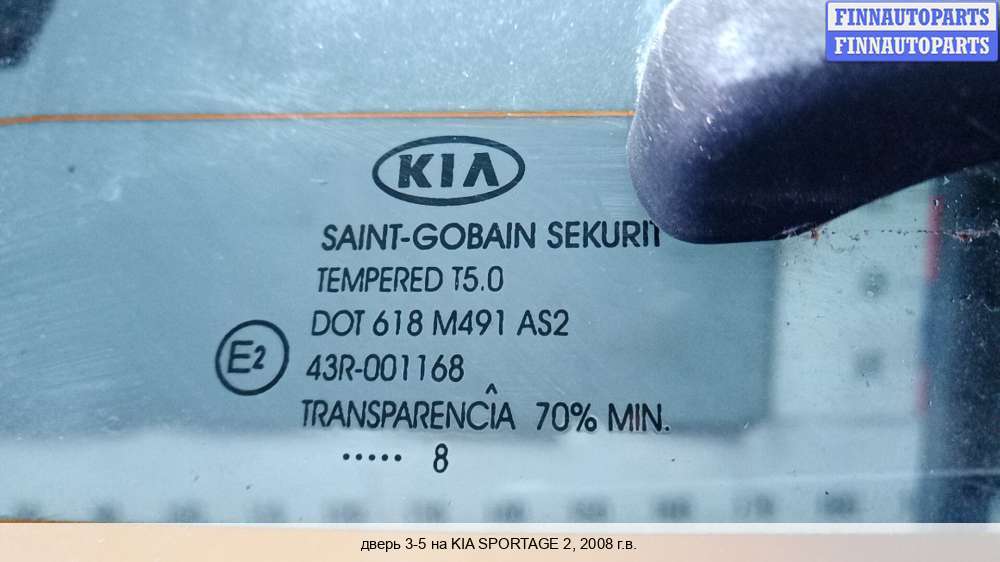 FINNAUTOPARTS
FINNAUTOPARTS
KIA
SAINT-GOBAIN SEKURIT
TEMPERED T5.0
DOT 618 M491 AS2
E2
43R-001168
TRANSPARENCÎA 70% MIN.
..... 8
дверь 3-5 на KIA SPORTAGE 2, 2008 г.в.